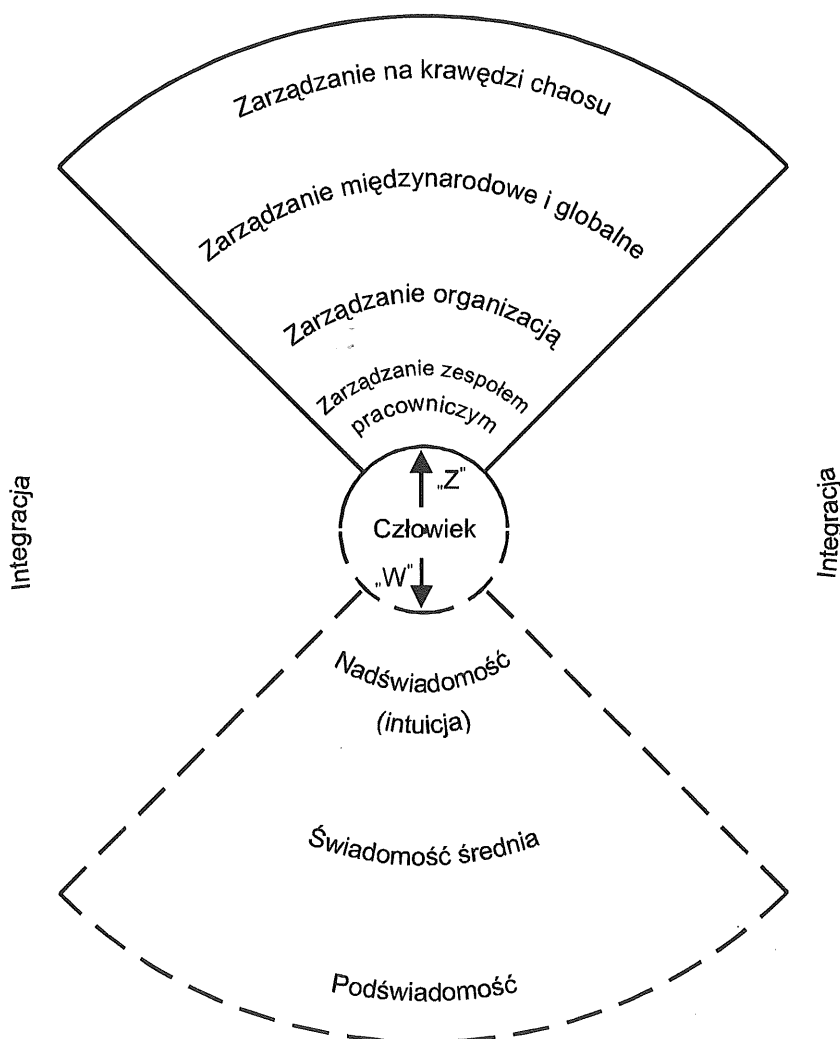 Zarządzanie na krawędzi chaosu
Zarządzanie międzynarodowe i globalne
Zarządzanie organizacją
Zarządzanie zespołem
pracowniczym
„Z"
Integracja
Człowiek
Integracja
„W"
Nadświadomość
(intuicja)
Świadomość średnia
Podświadomość